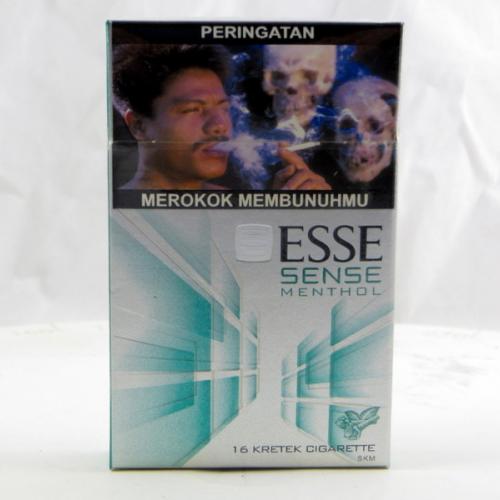 PERINGATAN
MEROKOK MEMBUNUHMU
ESSE
SENSE
MENTHOL
16 KRETEK CIGARETTE
SKM